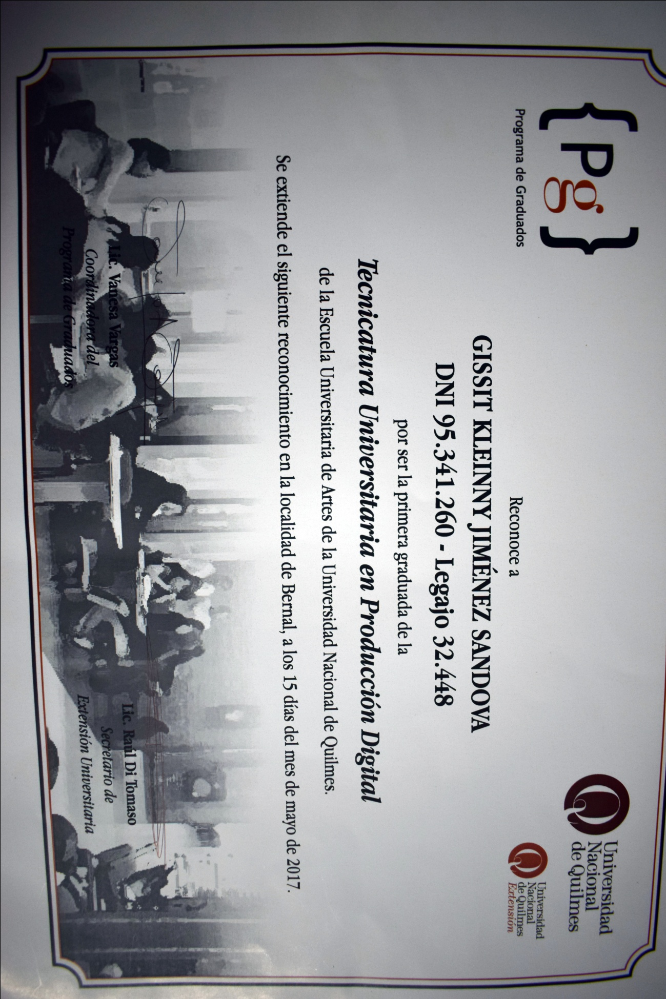 { Pg }
Programa de Graduados
Universidad
Nacional
de Quilmes
Universidad
Nacional
de Quilmes
Extensión
Reconoce a
GISSIT KLEINNY JIMÉNEZ SANDOVA
DNI 95.341.260 - Legajo 32.448
por ser la primera graduada de la
Tecnicatura Universitaria en Producción Digital
de la Escuela Universitaria de Artes de la Universidad Nacional de Quilmes.
Se extiende el siguiente reconocimiento en la localidad de Bernal, a los 15 días del mes de mayo de 2017.
Lic. Vanesa Vargas
Coordinadora del
Programa de Graduados
Lic. Raúl Di Tomaso
Secretario de
Extensión Universitaria